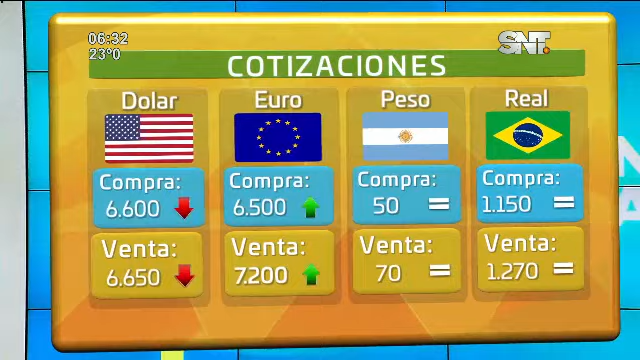 06:32
23°0
SNT
COTIZACIONES
Dolar
Compra:
6.600
Venta:
6.650
Euro
Compra:
6.500
Venta:
7.200
Peso
Compra:
50
Venta:
70
Real
Compra:
1.150
Venta:
1.270